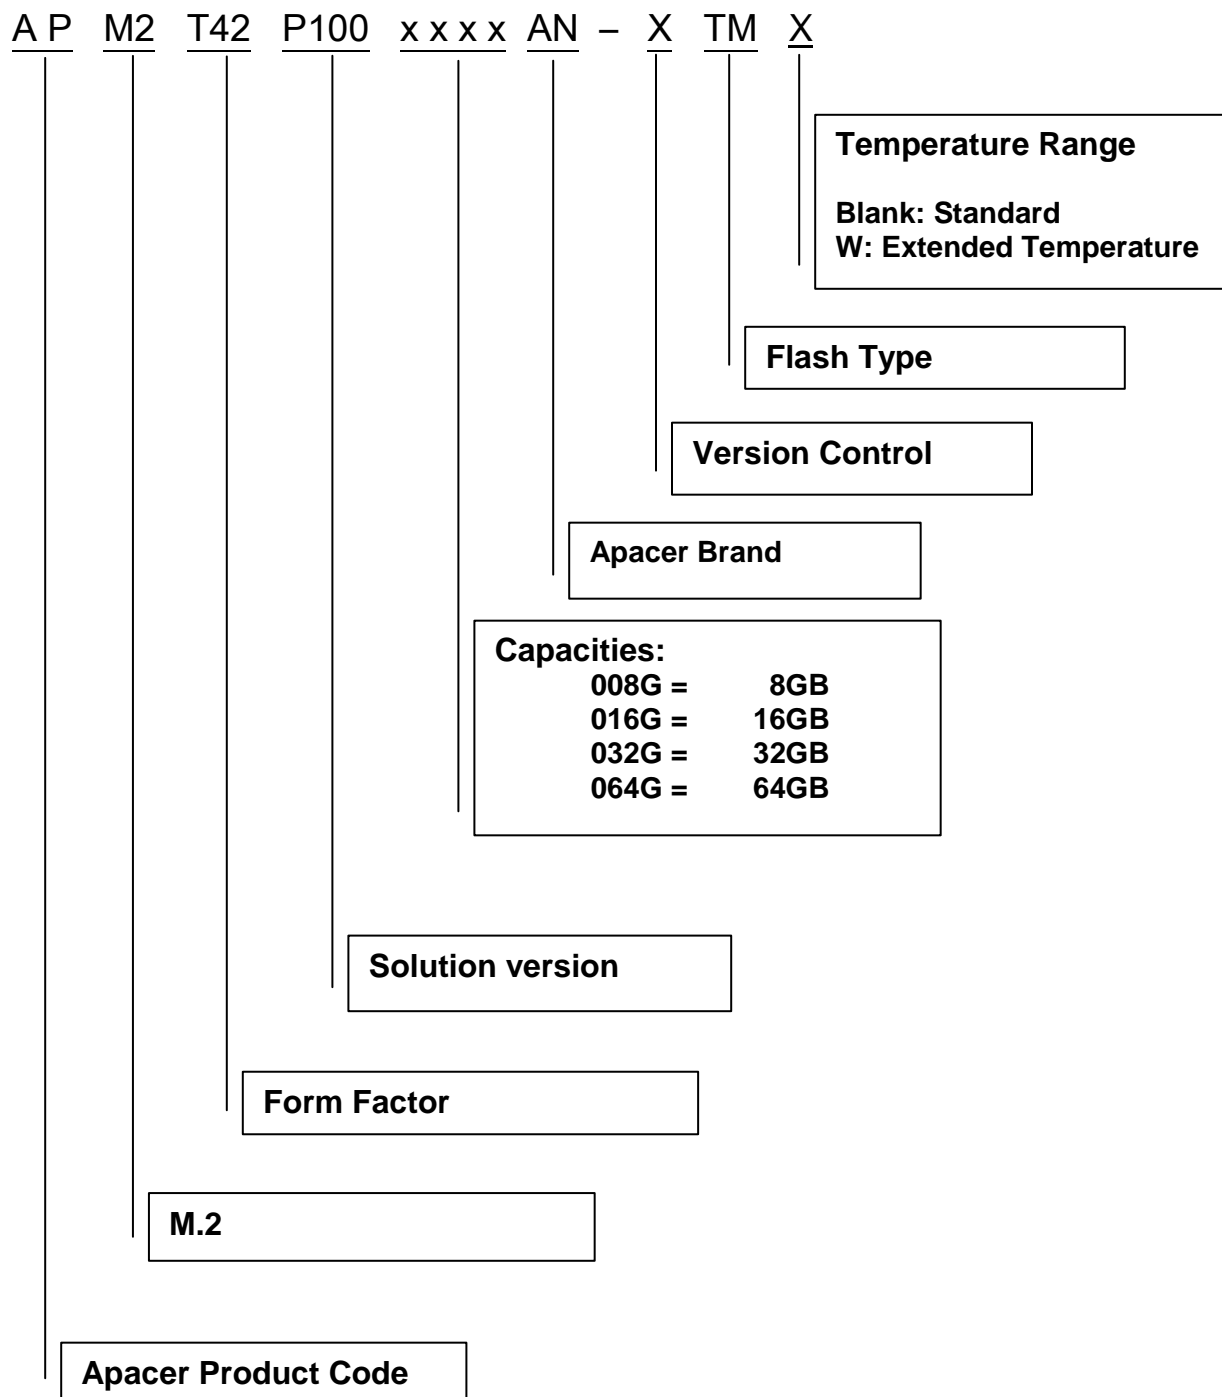 A P M2 T42 P100 x x x x AN – X TM X
Temperature Range
Blank: Standard
W: Extended Temperature
Flash Type
Version Control
Apacer Brand
Capacities:
008G = 8GB
016G = 16GB
032G = 32GB
064G = 64GB
Solution version
Form Factor
M.2
Apacer Product Code